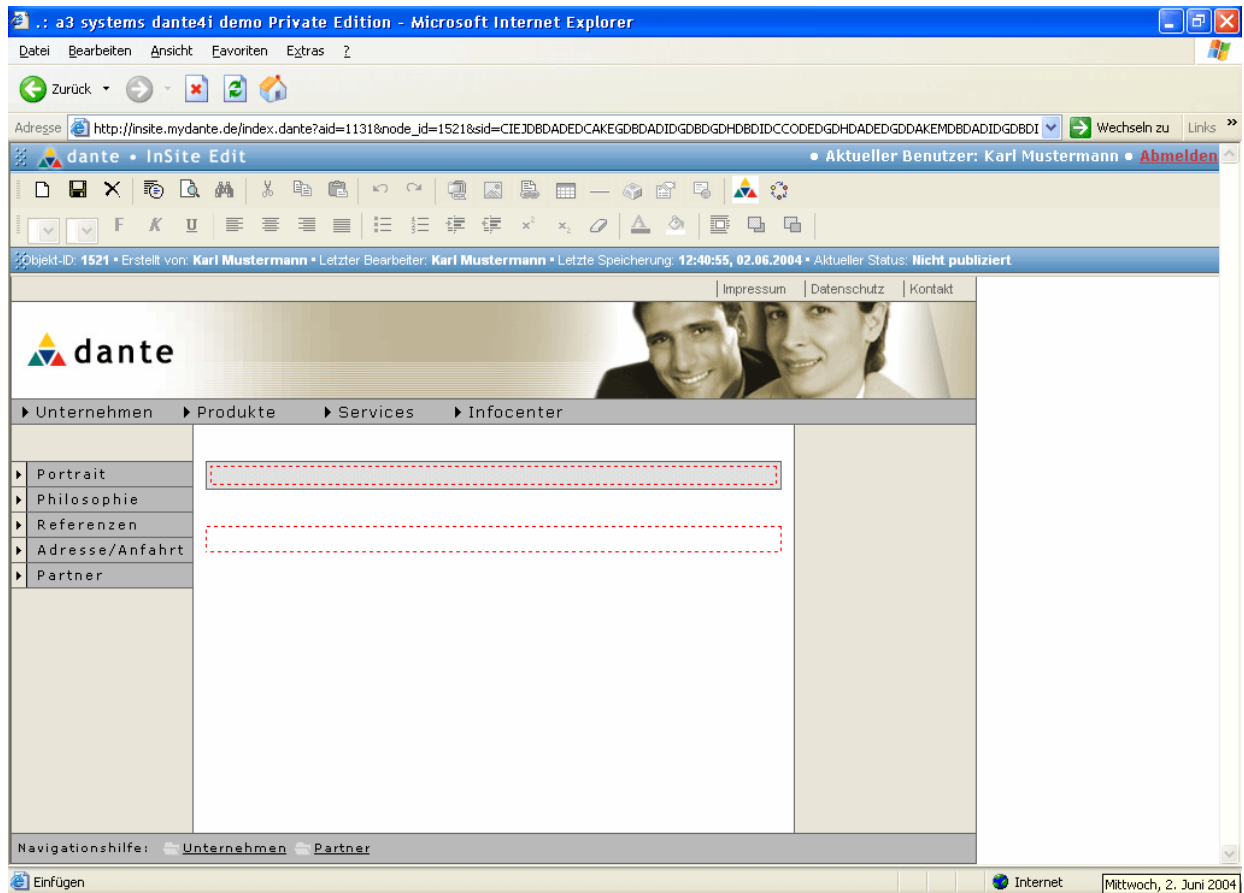 .: a3 systems dante4i demo Private Edition - Microsoft Internet Explorer
Datei Bearbeiten Ansicht Favoriten Extras ?
Zurück
Adresse http://insite.mydante.de/index.dante?aid=1131&node_id=1521&sid=CIEJDBDADEDCAKEGDBDADIDGDBDGDHDBDIDCCODEDGDHDADEDGDDAKEMDBDADIDGDBDI Wechseln zu Links »
dante • InSite Edit • Aktueller Benutzer: Karl Mustermann • Abmelden
F K U x² x₂ A
Objekt-ID: 1521 • Erstellt von: Karl Mustermann • Letzter Bearbeiter: Karl Mustermann • Letzte Speicherung: 12:40:55, 02.06.2004 • Aktueller Status: Nicht publiziert
Impressum | Datenschutz | Kontakt
dante
Unternehmen Produkte Services Infocenter
Portrait
Philosophie
Referenzen
Adresse/Anfahrt
Partner
Navigationshilfe: Unternehmen Partner
Einfügen Internet Mittwoch, 2. Juni 2004